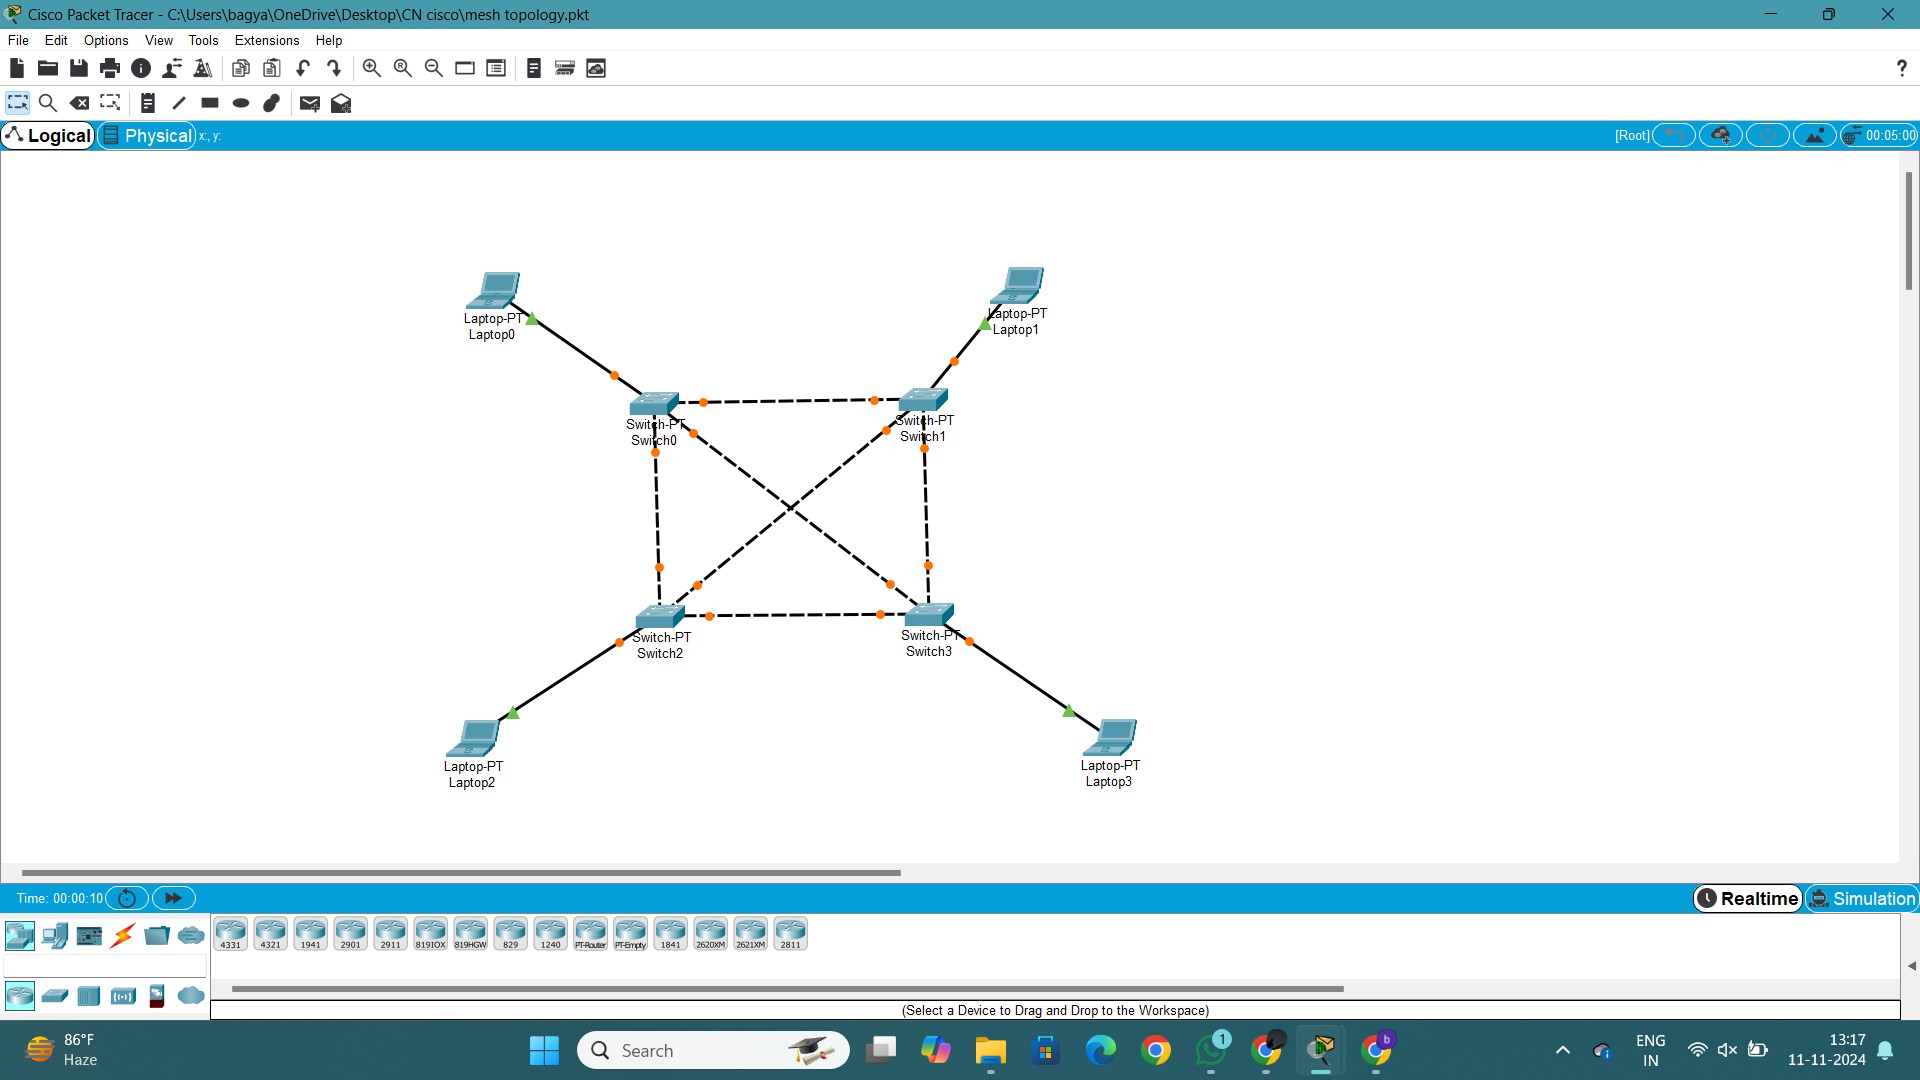 Cisco Packet Tracer - C:\Users\bagya\OneDrive\Desktop\CN cisco\mesh topology.pkt
File Edit Options View Tools Extensions Help
?
Logical Physical x:, y: [Root] 00:05:00
Laptop-PT
Laptop0
Laptop-PT
Laptop1
Switch-PT
Switch0
Switch-PT
Switch1
Switch-PT
Switch2
Switch-PT
Switch3
Laptop-PT
Laptop2
Laptop-PT
Laptop3
Time: 00:00:10 Realtime Simulation
4331 4321 1941 2901 2911 819IOX 819HGW 829 1240 PT-Router PT-Empty 1841 2620XM 2621XM 2811
(Select a Device to Drag and Drop to the Workspace)
86°F
Haze
Search
1
b
ENG
IN
13:17
11-11-2024